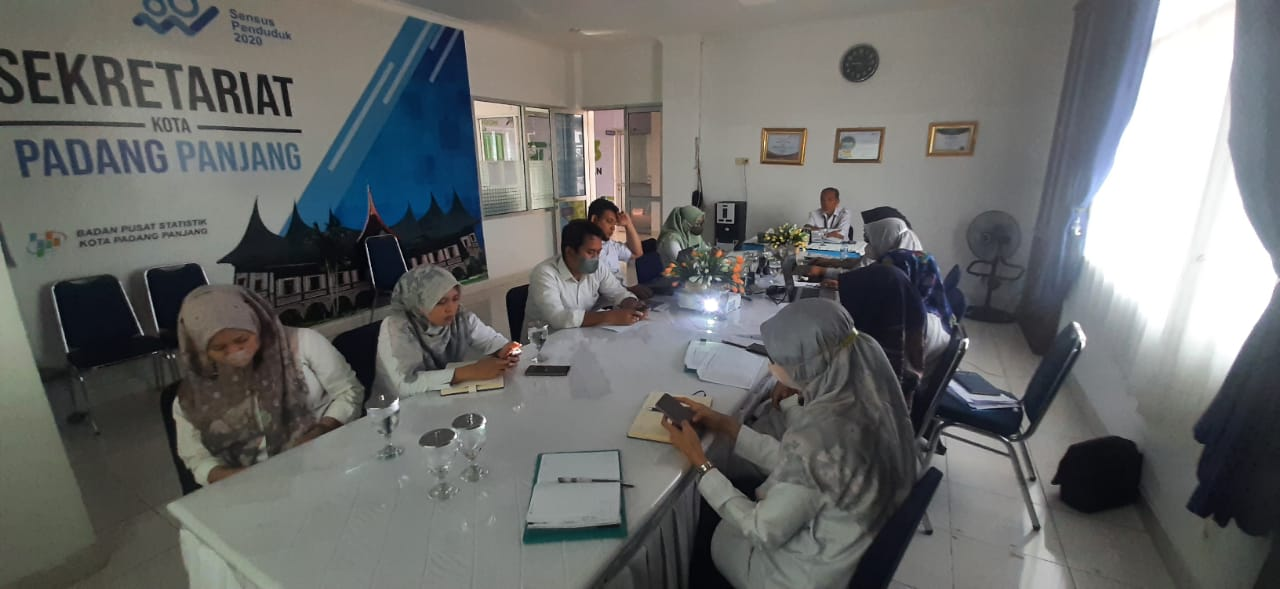 Sensus
Penduduk
2020
SEKRETARIAT
KOTA
PADANG PANJANG
BADAN PUSAT STATISTIK
KOTA PADANG PANJANG